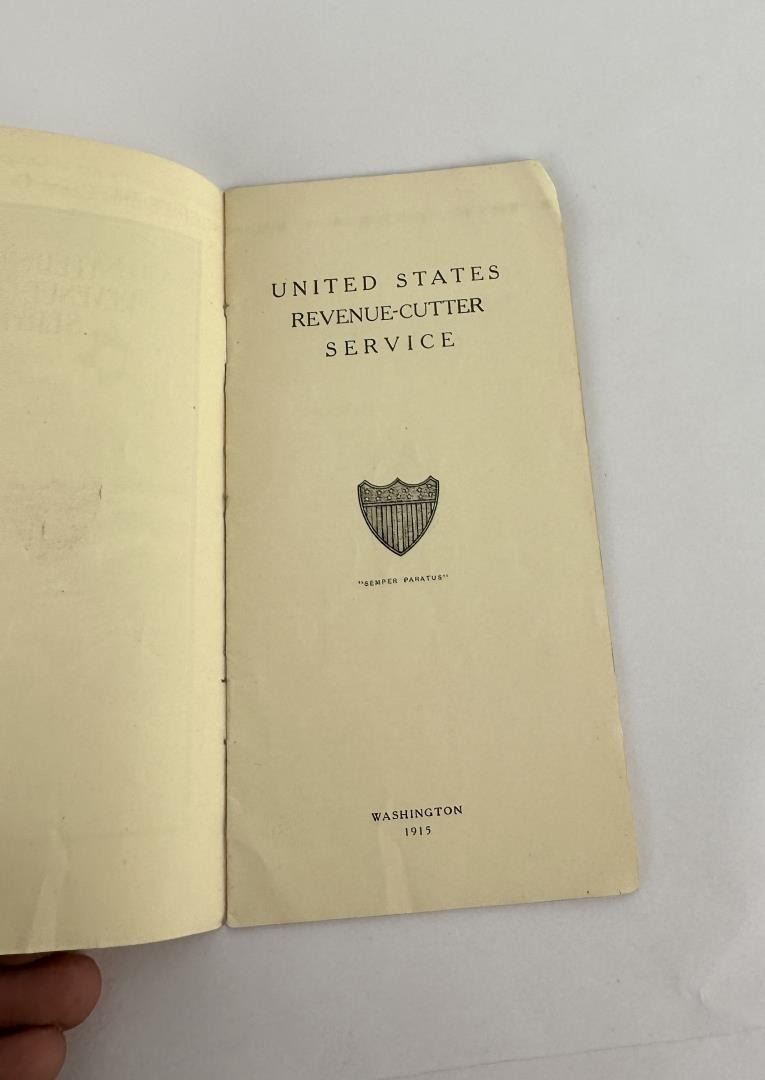 UNITED STATES
REVENUE-CUTTER
SERVICE
"SEMPER PARATUS"
WASHINGTON
1915